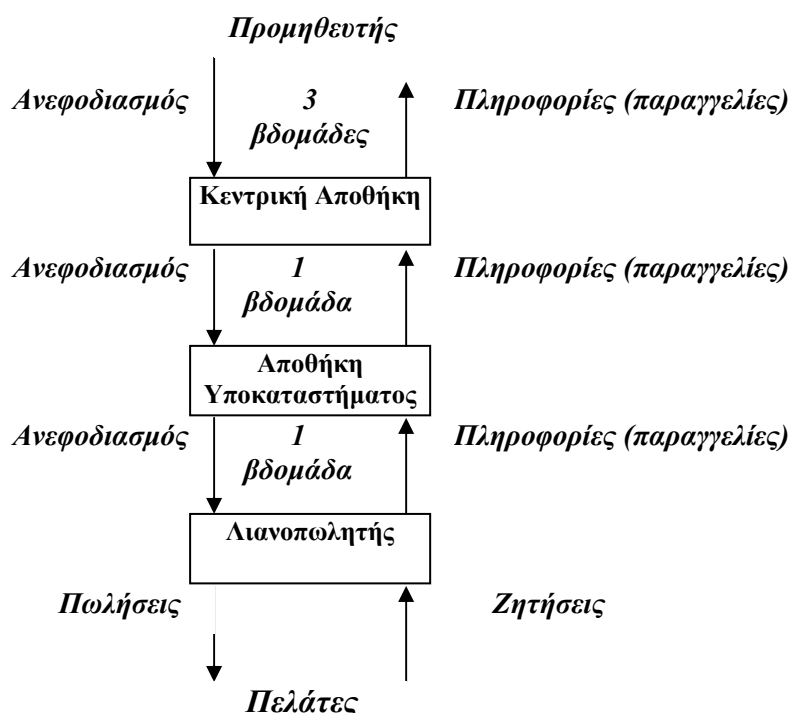 Προμηθευτής
Ανεφοδιασμός
3
βδομάδες
Πληροφορίες (παραγγελίες)
Κεντρική Αποθήκη
Ανεφοδιασμός
1
βδομάδα
Πληροφορίες (παραγγελίες)
Αποθήκη
Υποκαταστήματος
Ανεφοδιασμός
1
βδομάδα
Πληροφορίες (παραγγελίες)
Λιανοπωλητής
Πωλήσεις
Ζητήσεις
Πελάτες